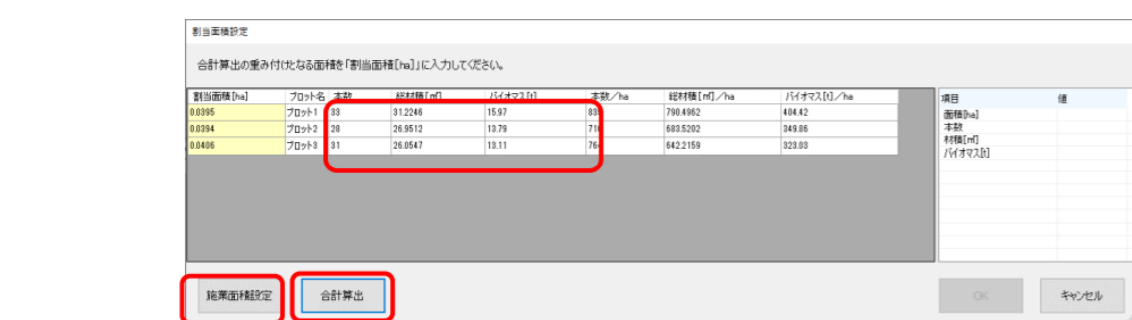 割当面積設定
合計算出の重み付けとなる面積を「割当面積[ha]」に入力してください。
割当面積[ha] プロット名 本数 総材積[㎥] バイオマス[t] 本数/ha 総材積[㎥]/ha バイオマス[t]/ha
0.0395 プロット1 33 31.2246 15.97 790.4962 404.42
0.0394 プロット2 28 26.9512 13.79 683.5202 349.86
0.0406 プロット3 31 26.0547 13.11 642.2159 323.03
項目 値
面積[ha]
本数
材積[㎥]
バイオマス[t]
施業面積設定 合計算出 OK キャンセル